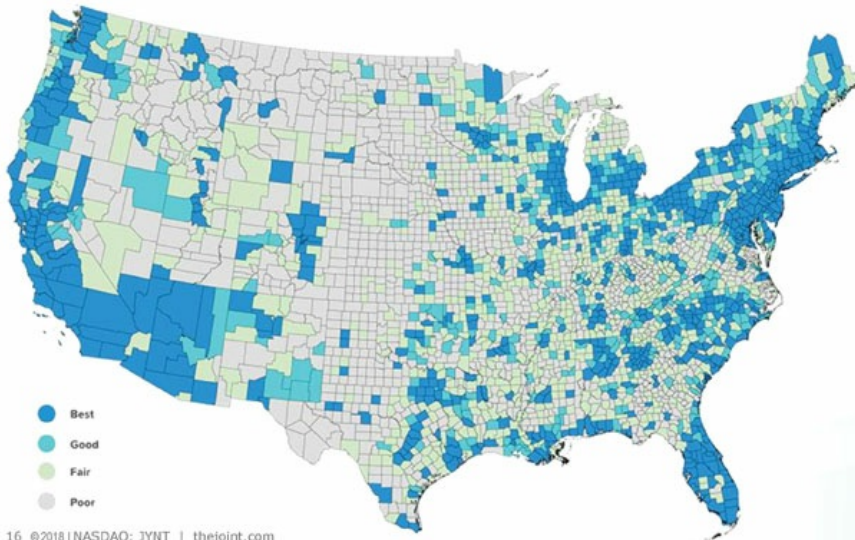 Best
Good
Fair
Poor
16 ©2018 | NASDAQ: JYNT | thejoint.com